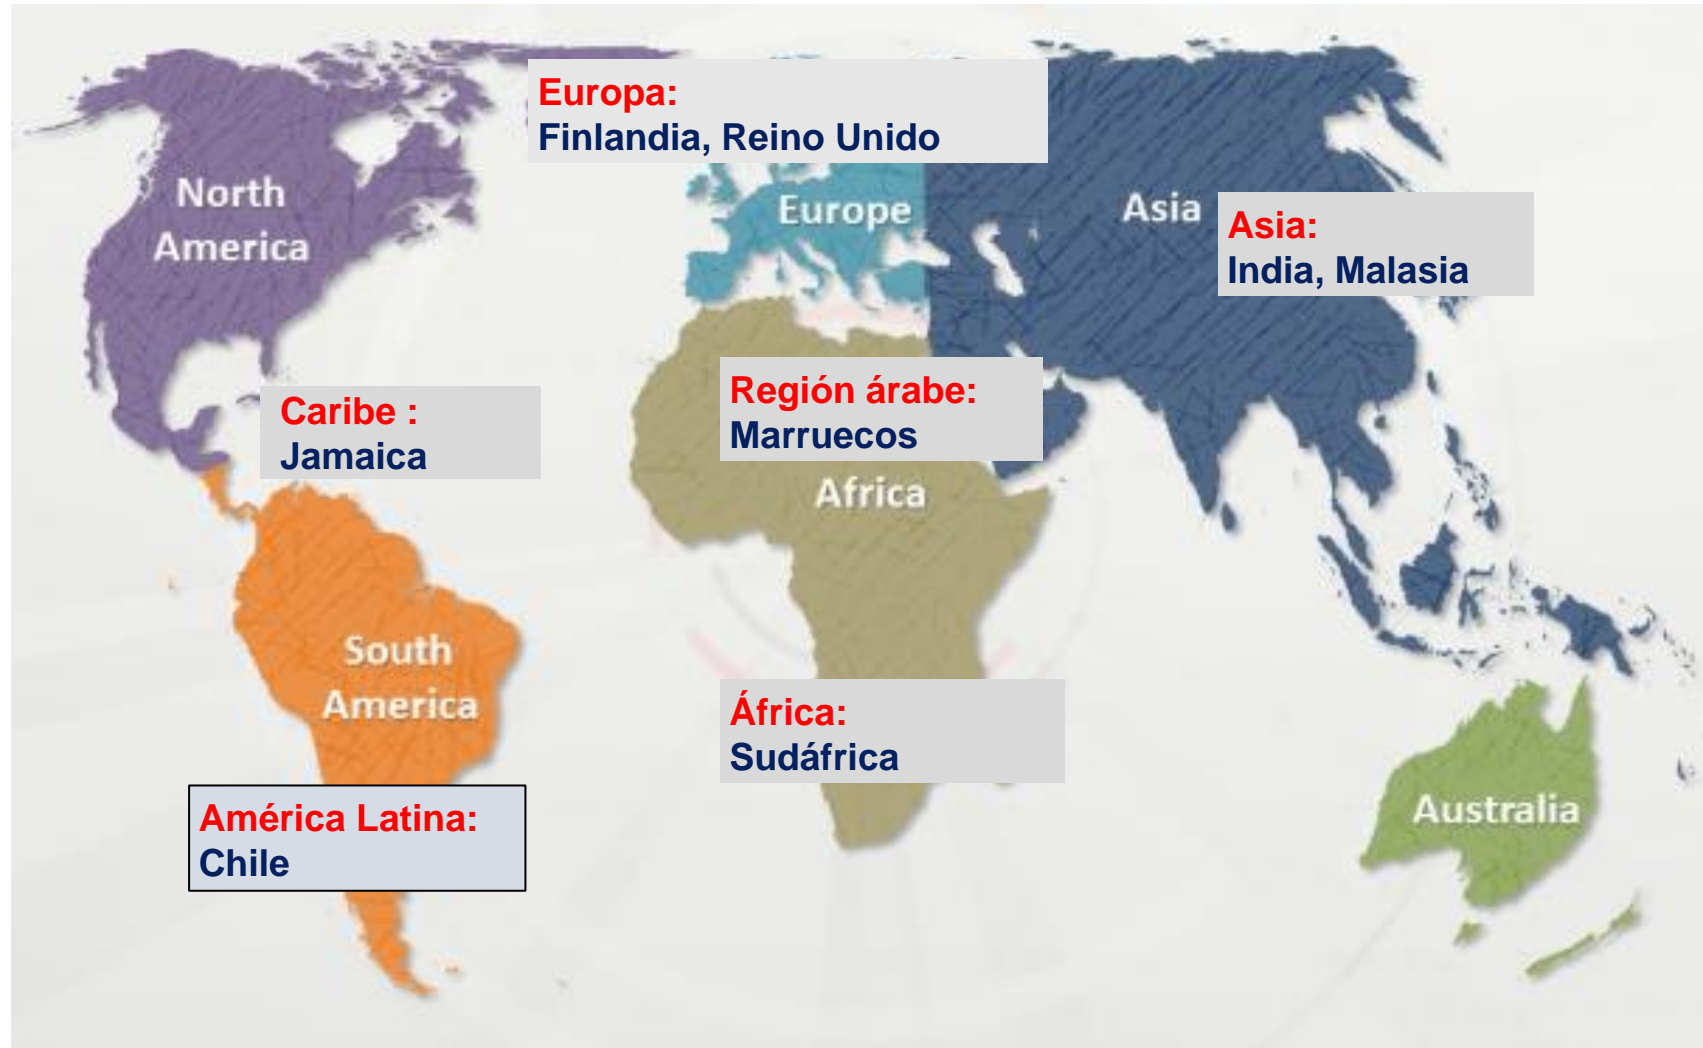 Europa:
Finlandia, Reino Unido
North
America
Europe
Asia
Asia:
India, Malasia
Caribe :
Jamaica
Región árabe:
Marruecos
Africa
South
America
África:
Sudáfrica
América Latina:
Chile
Australia